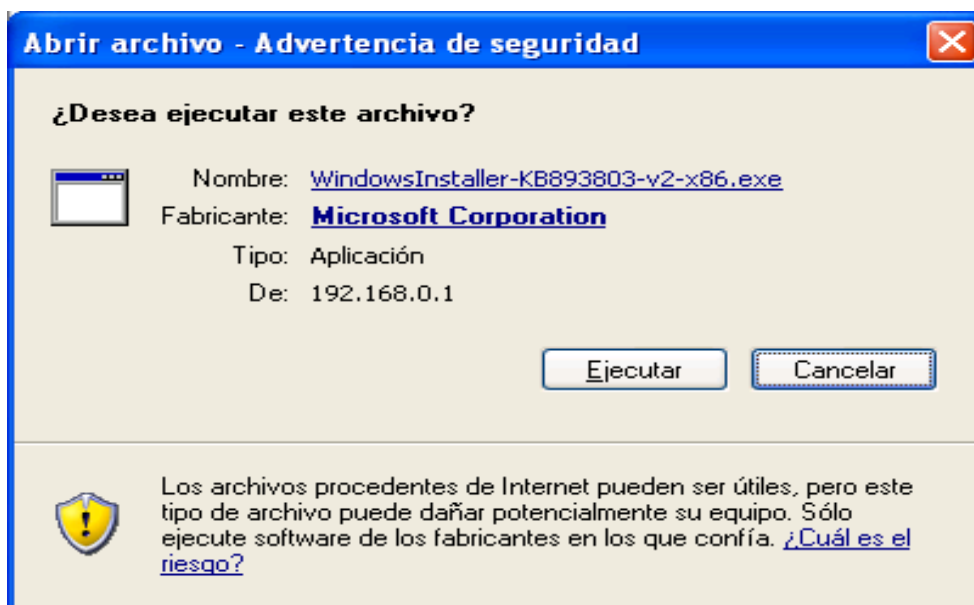 Abrir archivo - Advertencia de seguridad
¿Desea ejecutar este archivo?
Nombre: WindowsInstaller-KB893803-v2-x86.exe
Fabricante: Microsoft Corporation
Tipo: Aplicación
De: 192.168.0.1
Ejecutar Cancelar
Los archivos procedentes de Internet pueden ser útiles, pero este
tipo de archivo puede dañar potencialmente su equipo. Sólo
ejecute software de los fabricantes en los que confía. ¿Cuál es el
riesgo?